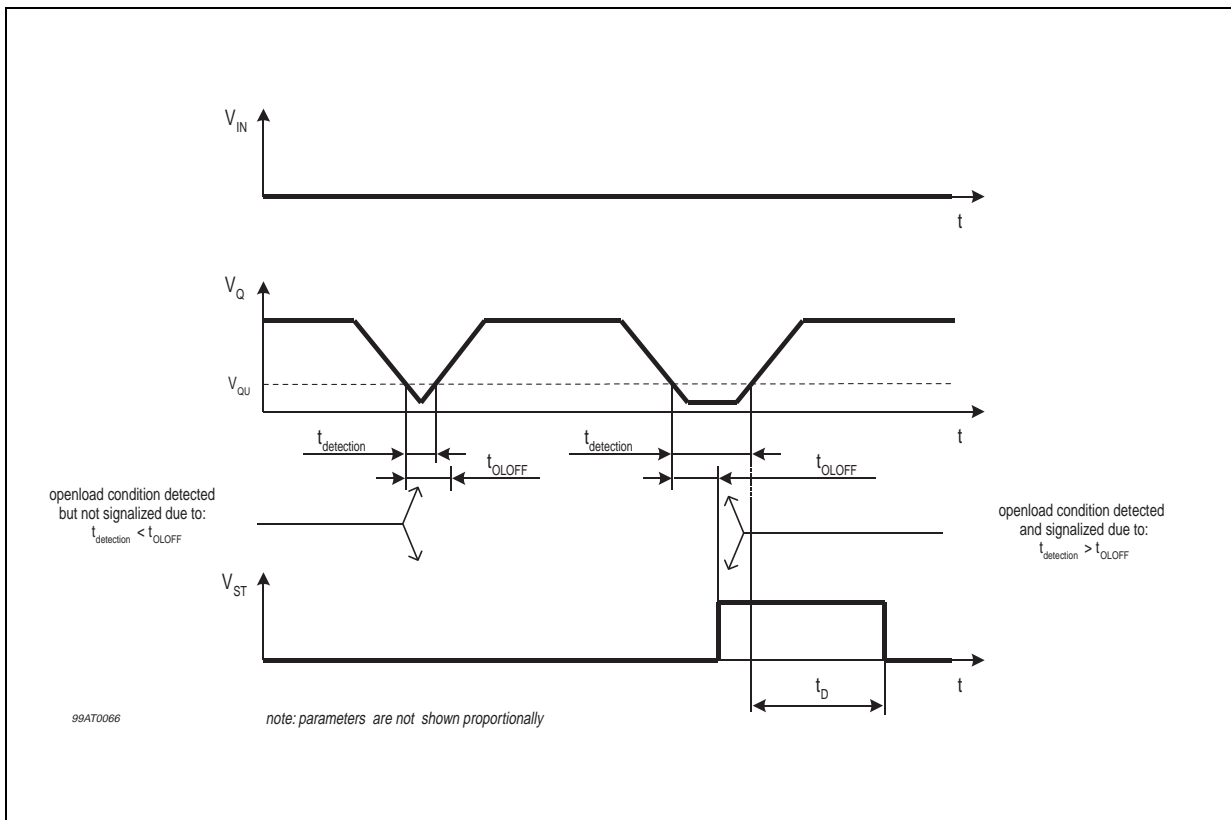 V_IN
t
V_Q
V_QU
t
t_detection
t_detection
t_OLOFF
t_OLOFF
openload condition detected
but not signalized due to:
t_detection < t_OLOFF
openload condition detected
and signalized due to:
t_detection > t_OLOFF
V_ST
t
t_D
99AT0066
note: parameters are not shown proportionally